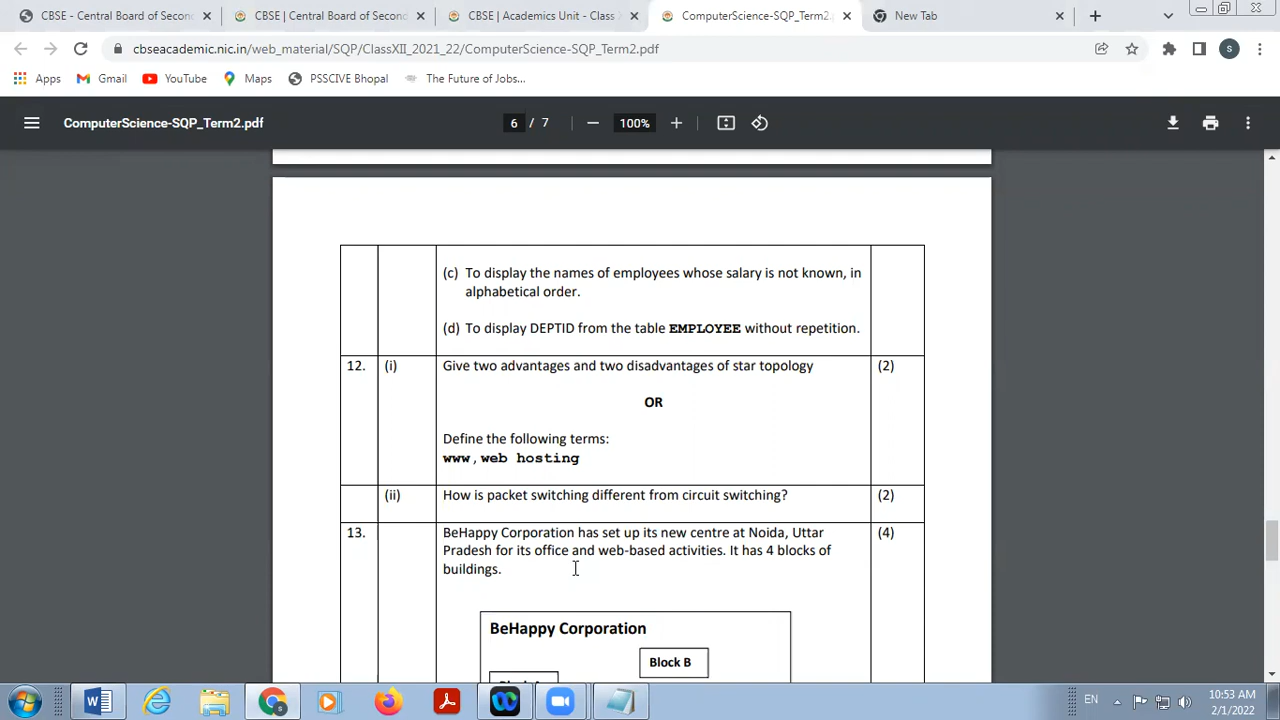 CBSE - Central Board of Second
CBSE | Central Board of Second
CBSE | Academics Unit - Class X
ComputerScience-SQP_Term2.pdf
New Tab
cbseacademic.nic.in/web_material/SQP/ClassXII_2021_22/ComputerScience-SQP_Term2.pdf
S
Apps Gmail YouTube Maps PSSCIVE Bhopal The Future of Jobs...
ComputerScience-SQP_Term2.pdf 6 / 7 100%
(c) To display the names of employees whose salary is not known, in
alphabetical order.
(d) To display DEPTID from the table EMPLOYEE without repetition.
12. (i) Give two advantages and two disadvantages of star topology (2)
OR
Define the following terms:
www, web hosting
(ii) How is packet switching different from circuit switching? (2)
13. BeHappy Corporation has set up its new centre at Noida, Uttar (4)
Pradesh for its office and web-based activities. It has 4 blocks of
buildings.
BeHappy Corporation
Block B
EN 10:53 AM
2/1/2022